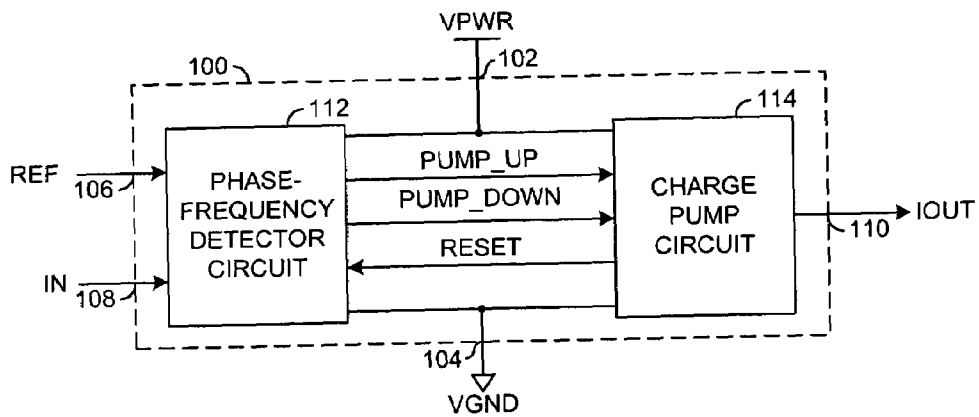 VPWR
100
102
112
114
REF
106
PHASE-
FREQUENCY
DETECTOR
CIRCUIT
PUMP_UP
PUMP_DOWN
RESET
CHARGE
PUMP
CIRCUIT
IOUT
110
IN
108
104
VGND